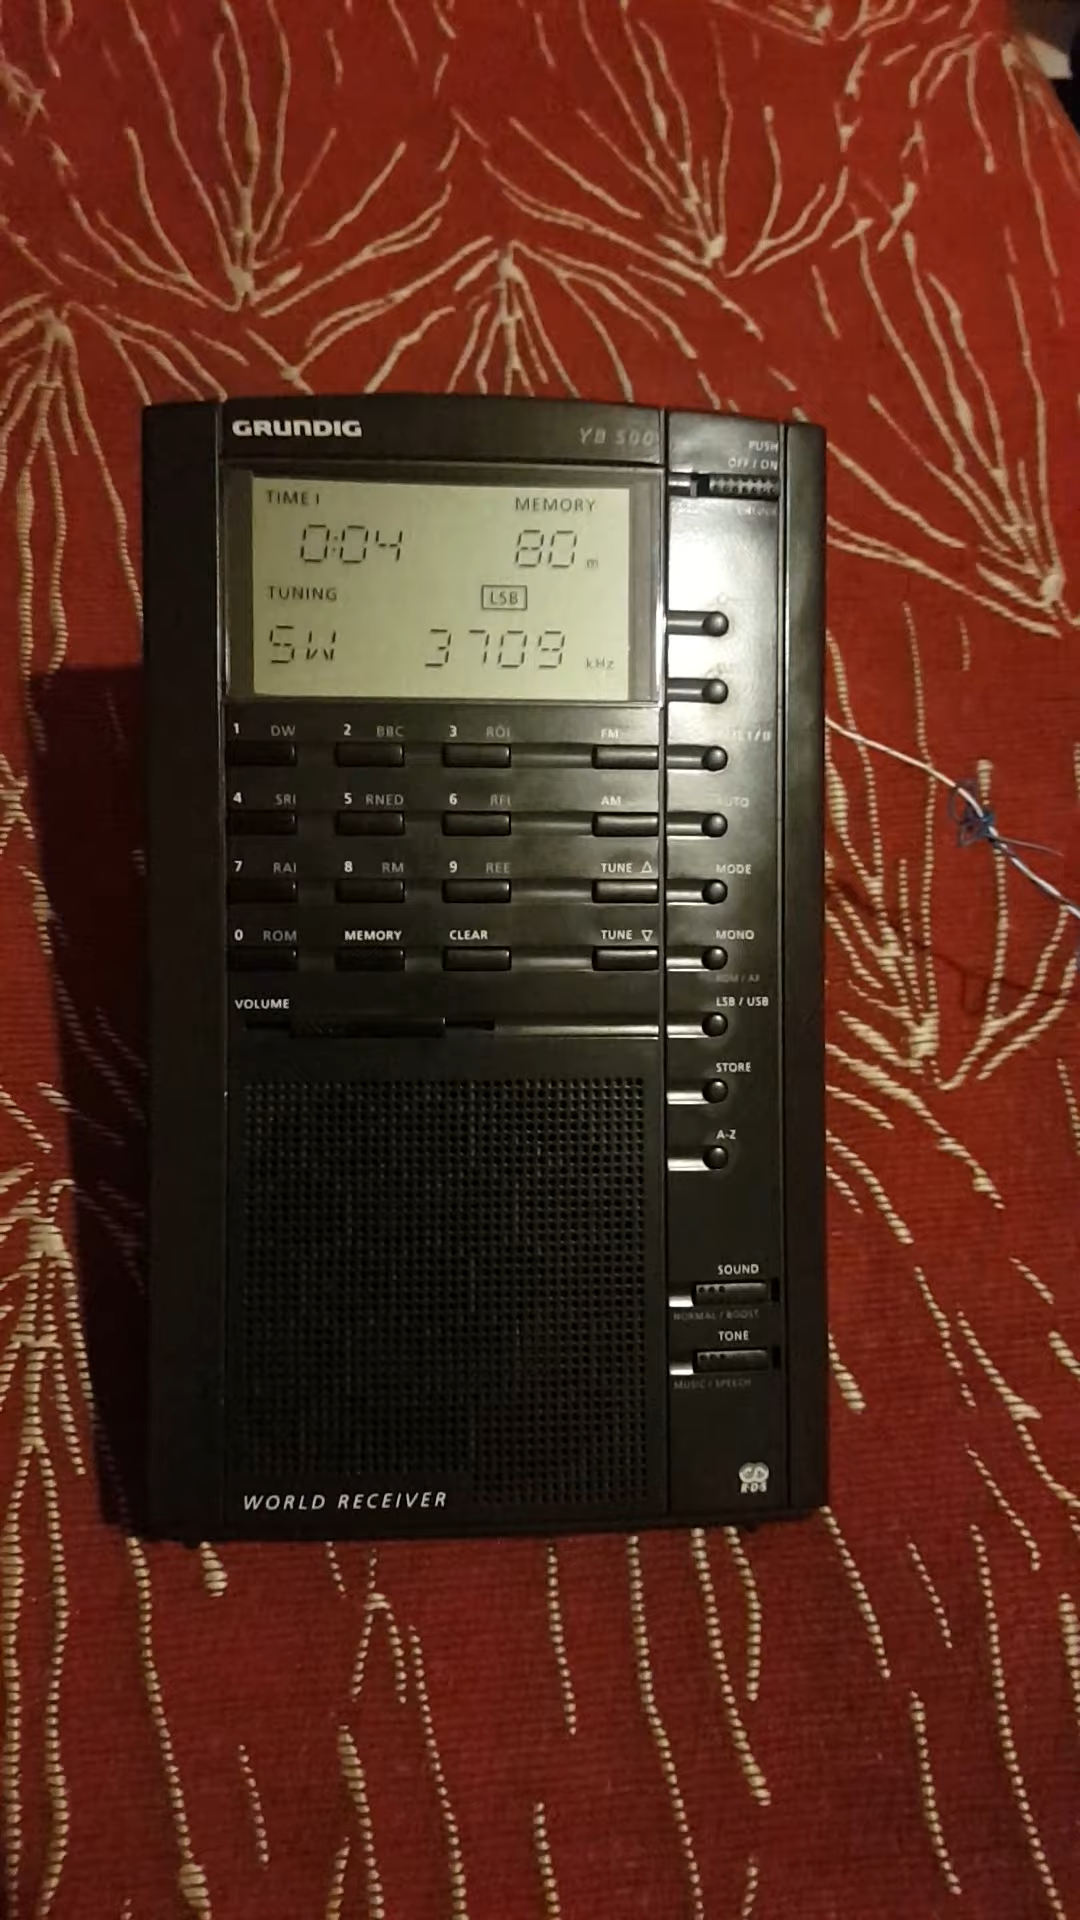 GRUNDIG
YB 500
PUSH
OFF / ON
TIME I
MEMORY
0:04
80 m
TUNING
LSB
SW
3709 kHz
1 DW
2 BBC
3 ROI
FM
4 SRI
5 RNED
6 RFI
AM
AUTO
7 RAI
8 RM
9 REE
TUNE △
MODE
0 ROM
MEMORY
CLEAR
TUNE ▽
MONO
VOLUME
LSB / USB
STORE
A-Z
SOUND
NORMAL / BOOST
TONE
MUSIC / SPEECH
RDS
WORLD RECEIVER